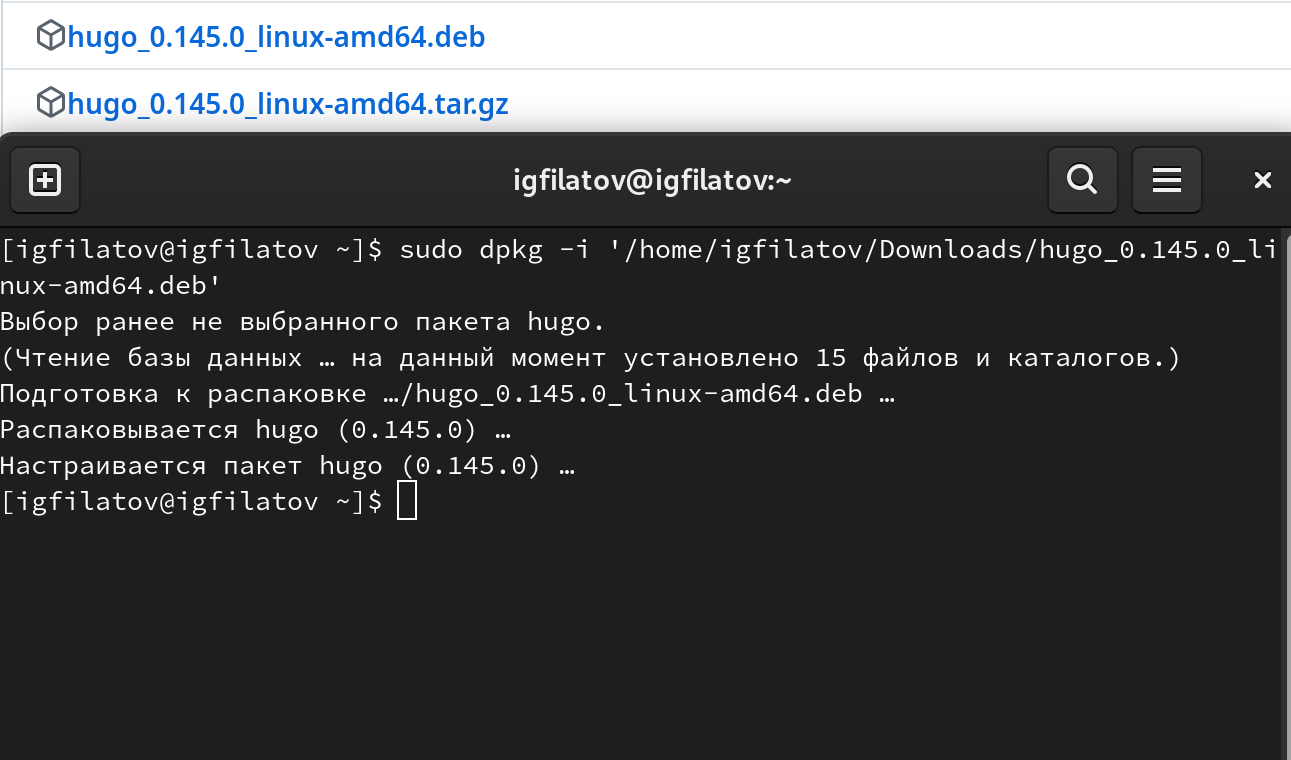 hugo_0.145.0_linux-amd64.deb
hugo_0.145.0_linux-amd64.tar.gz
igfilatov@igfilatov:~
[igfilatov@igfilatov ~]$ sudo dpkg -i '/home/igfilatov/Downloads/hugo_0.145.0_li
nux-amd64.deb'
Выбор ранее не выбранного пакета hugo.
(Чтение базы данных … на данный момент установлено 15 файлов и каталогов.)
Подготовка к распаковке …/hugo_0.145.0_linux-amd64.deb …
Распаковывается hugo (0.145.0) …
Настраивается пакет hugo (0.145.0) …
[igfilatov@igfilatov ~]$